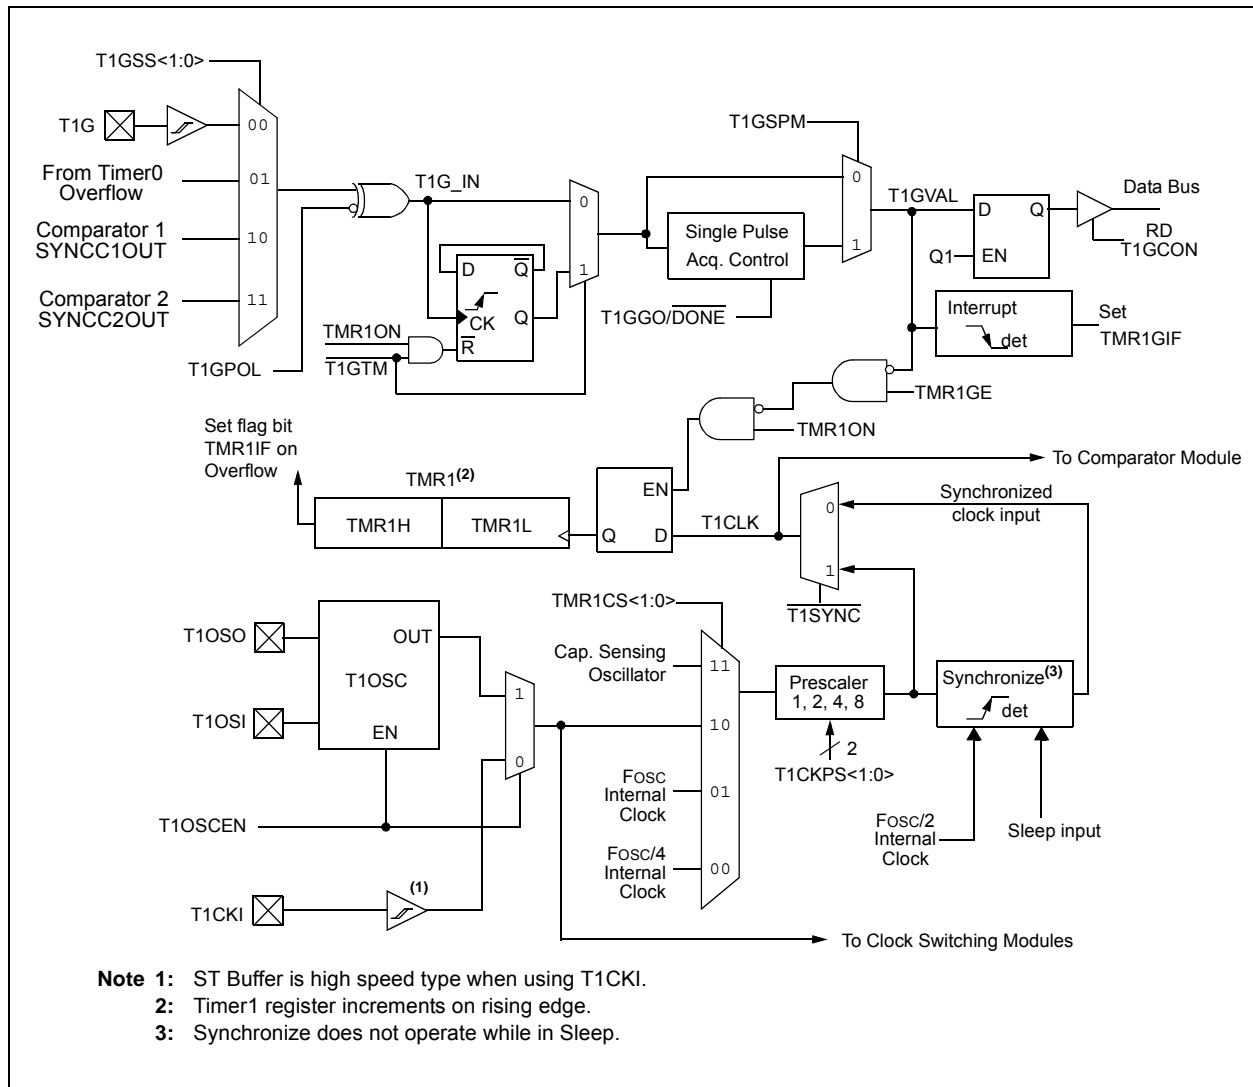 T1GSS<1:0>
T1G
00
From Timer0
Overflow
01
Comparator 1
SYNCC1OUT
10
Comparator 2
SYNCC2OUT
11
T1GPOL
T1G_IN
0
1
D
Q
CK
Q
R
TMR1ON
T1GTM
Single Pulse
Acq. Control
T1GGO/DONE
T1GSPM
0
1
T1GVAL
D
Q
Q1
EN
Data Bus
RD
T1GCON
Interrupt
det
Set
TMR1GIF
TMR1GE
TMR1ON
Set flag bit
TMR1IF on
Overflow
TMR1(2)
TMR1H
TMR1L
EN
Q
D
T1CLK
To Comparator Module
Synchronized
clock input
0
1
T1SYNC
T1OSO
OUT
T1OSC
T1OSI
EN
1
0
T1OSCEN
T1CKI
(1)
TMR1CS<1:0>
Cap. Sensing
Oscillator
11
10
FOSC
Internal
Clock
01
FOSC/4
Internal
Clock
00
Prescaler
1, 2, 4, 8
2
T1CKPS<1:0>
Synchronize(3)
det
FOSC/2
Internal
Clock
Sleep input
To Clock Switching Modules
Note 1: ST Buffer is high speed type when using T1CKI.
2: Timer1 register increments on rising edge.
3: Synchronize does not operate while in Sleep.